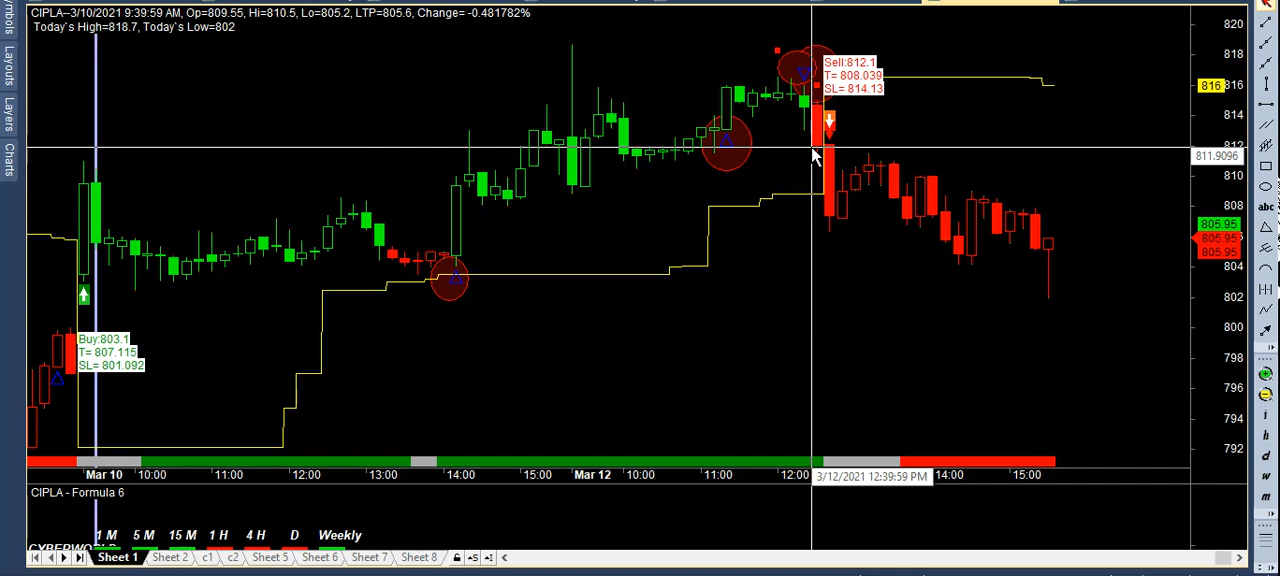 CIPLA--3/10/2021 9:39:59 AM, Op=809.55, Hi=810.5, Lo=805.2, LTP=805.6, Change= -0.481782%
Today`s High=818.7, Today`s Low=802
Layouts
Layers
Charts
Sell:812.1
T= 808.039
SL= 814.13
Buy:803.1
T= 807.115
SL= 801.092
820
818
816
814
812
811.9096
810
808
805.95
805.95
805.95
804
802
800
798
796
794
792
Mar 10 10:00 11:00 12:00 13:00 14:00 15:00 Mar 12 10:00 11:00 12:00 3/12/2021 12:39:59 PM 14:00 15:00
CIPLA - Formula 6
1 M 5 M 15 M 1 H 4 H D Weekly
Sheet 1 Sheet 2 c1 c2 Sheet 5 Sheet 6 Sheet 7 Sheet 8
abc
i
h
d
w
m